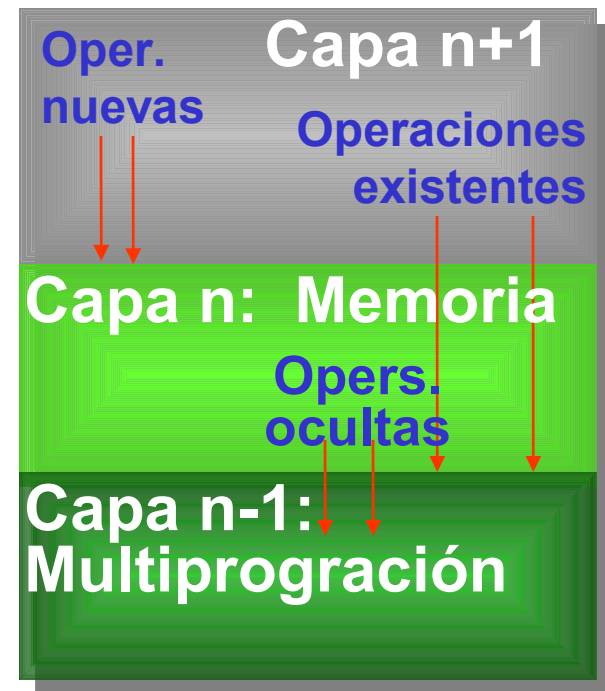 Oper.
nuevas
Capa n+1
Operaciones
existentes
Capa n: Memoria
Opers.
ocultas
Capa n-1:
Multiprogración